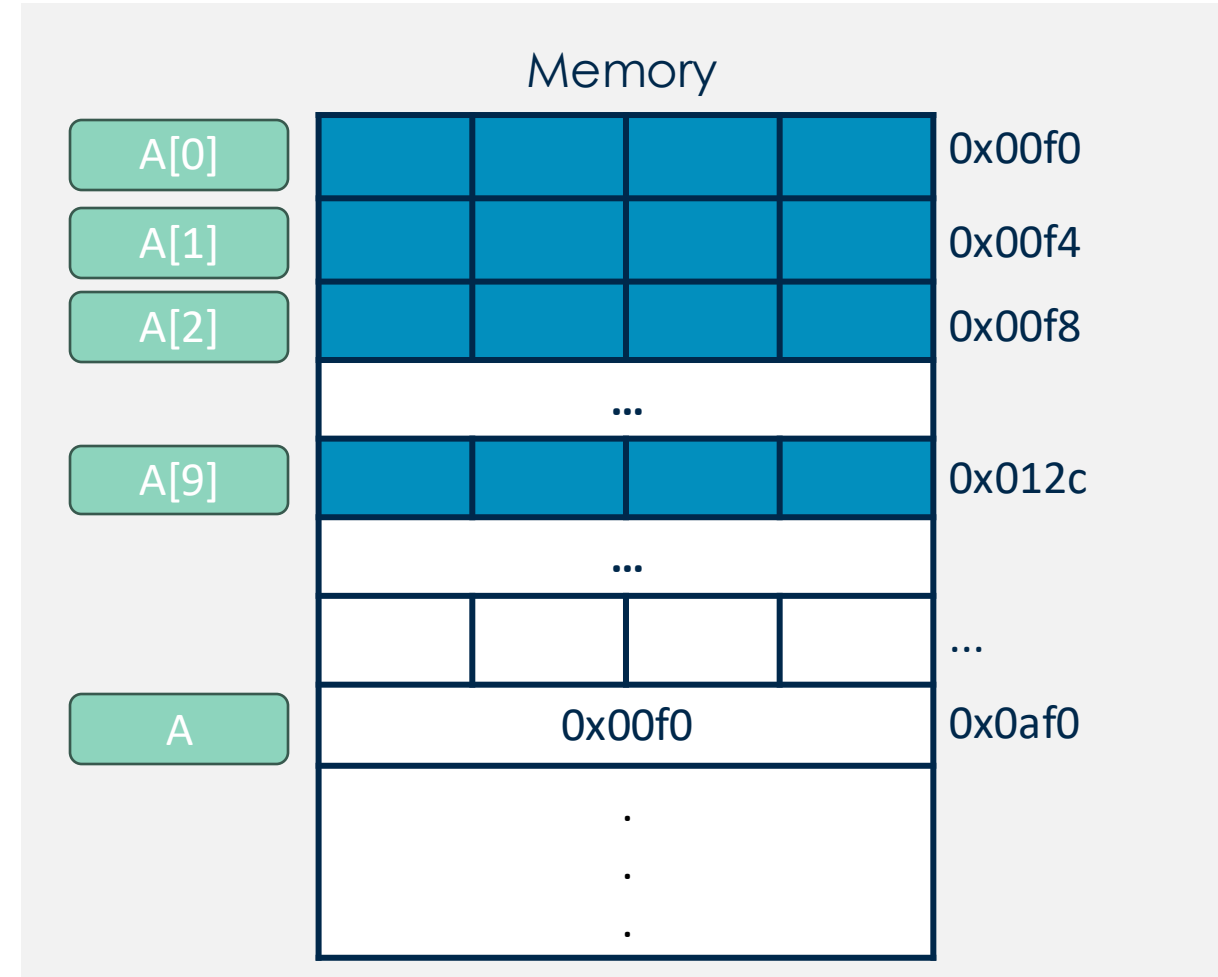 Memory
A[0] 0x00f0
A[1] 0x00f4
A[2] 0x00f8
...
A[9] 0x012c
...
...
A 0x00f0 0x0af0
.
.
.